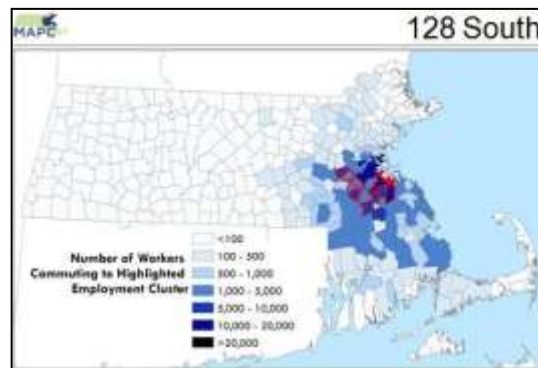 MAPC
128 South
Number of Workers
Commuting to Highlighted
Employment Cluster
<100
100 - 500
500 - 1,000
1,000 - 5,000
5,000 - 10,000
10,000 - 20,000
>20,000